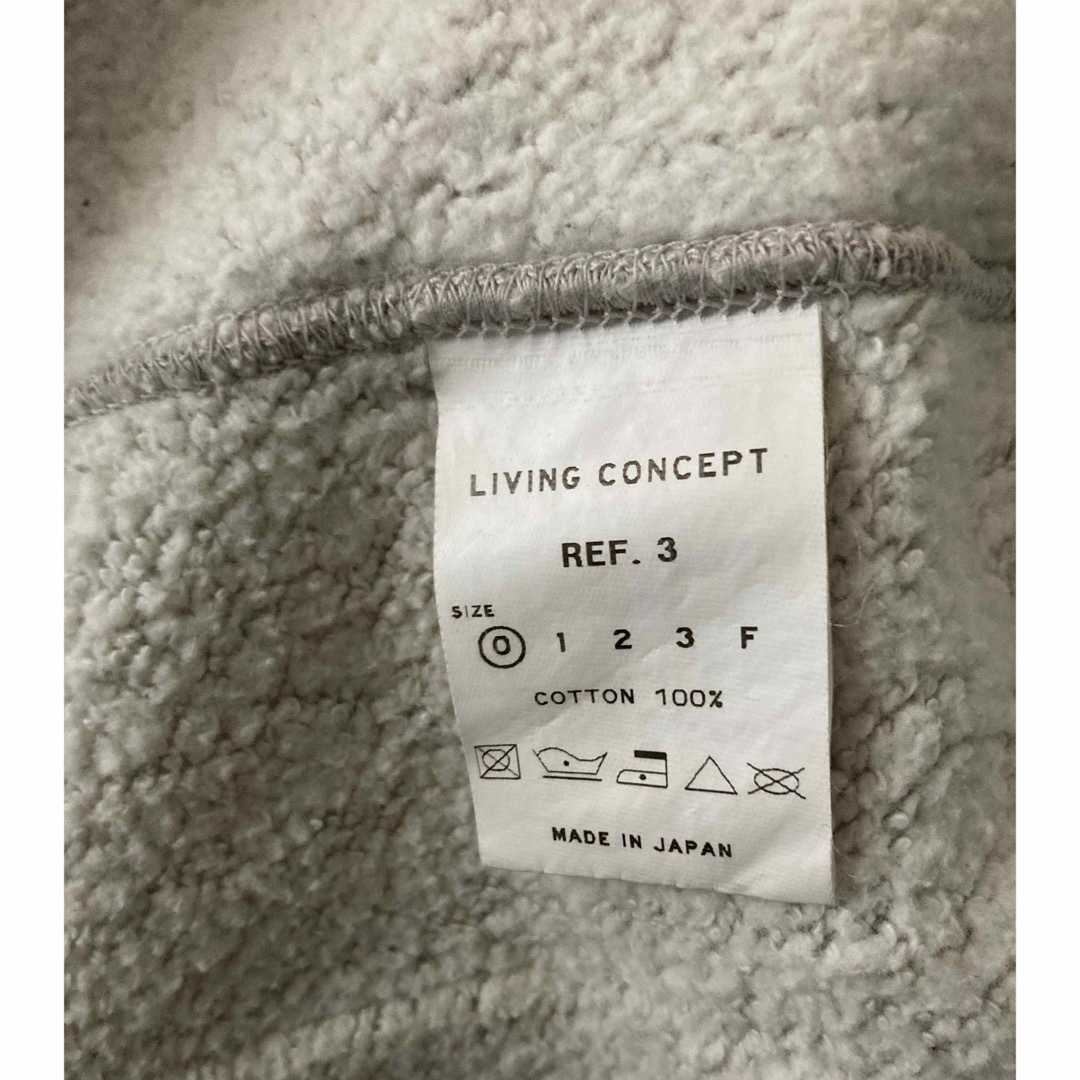 LIVING CONCEPT
REF. 3
SIZE
0 1 2 3 F
COTTON 100%
MADE IN JAPAN